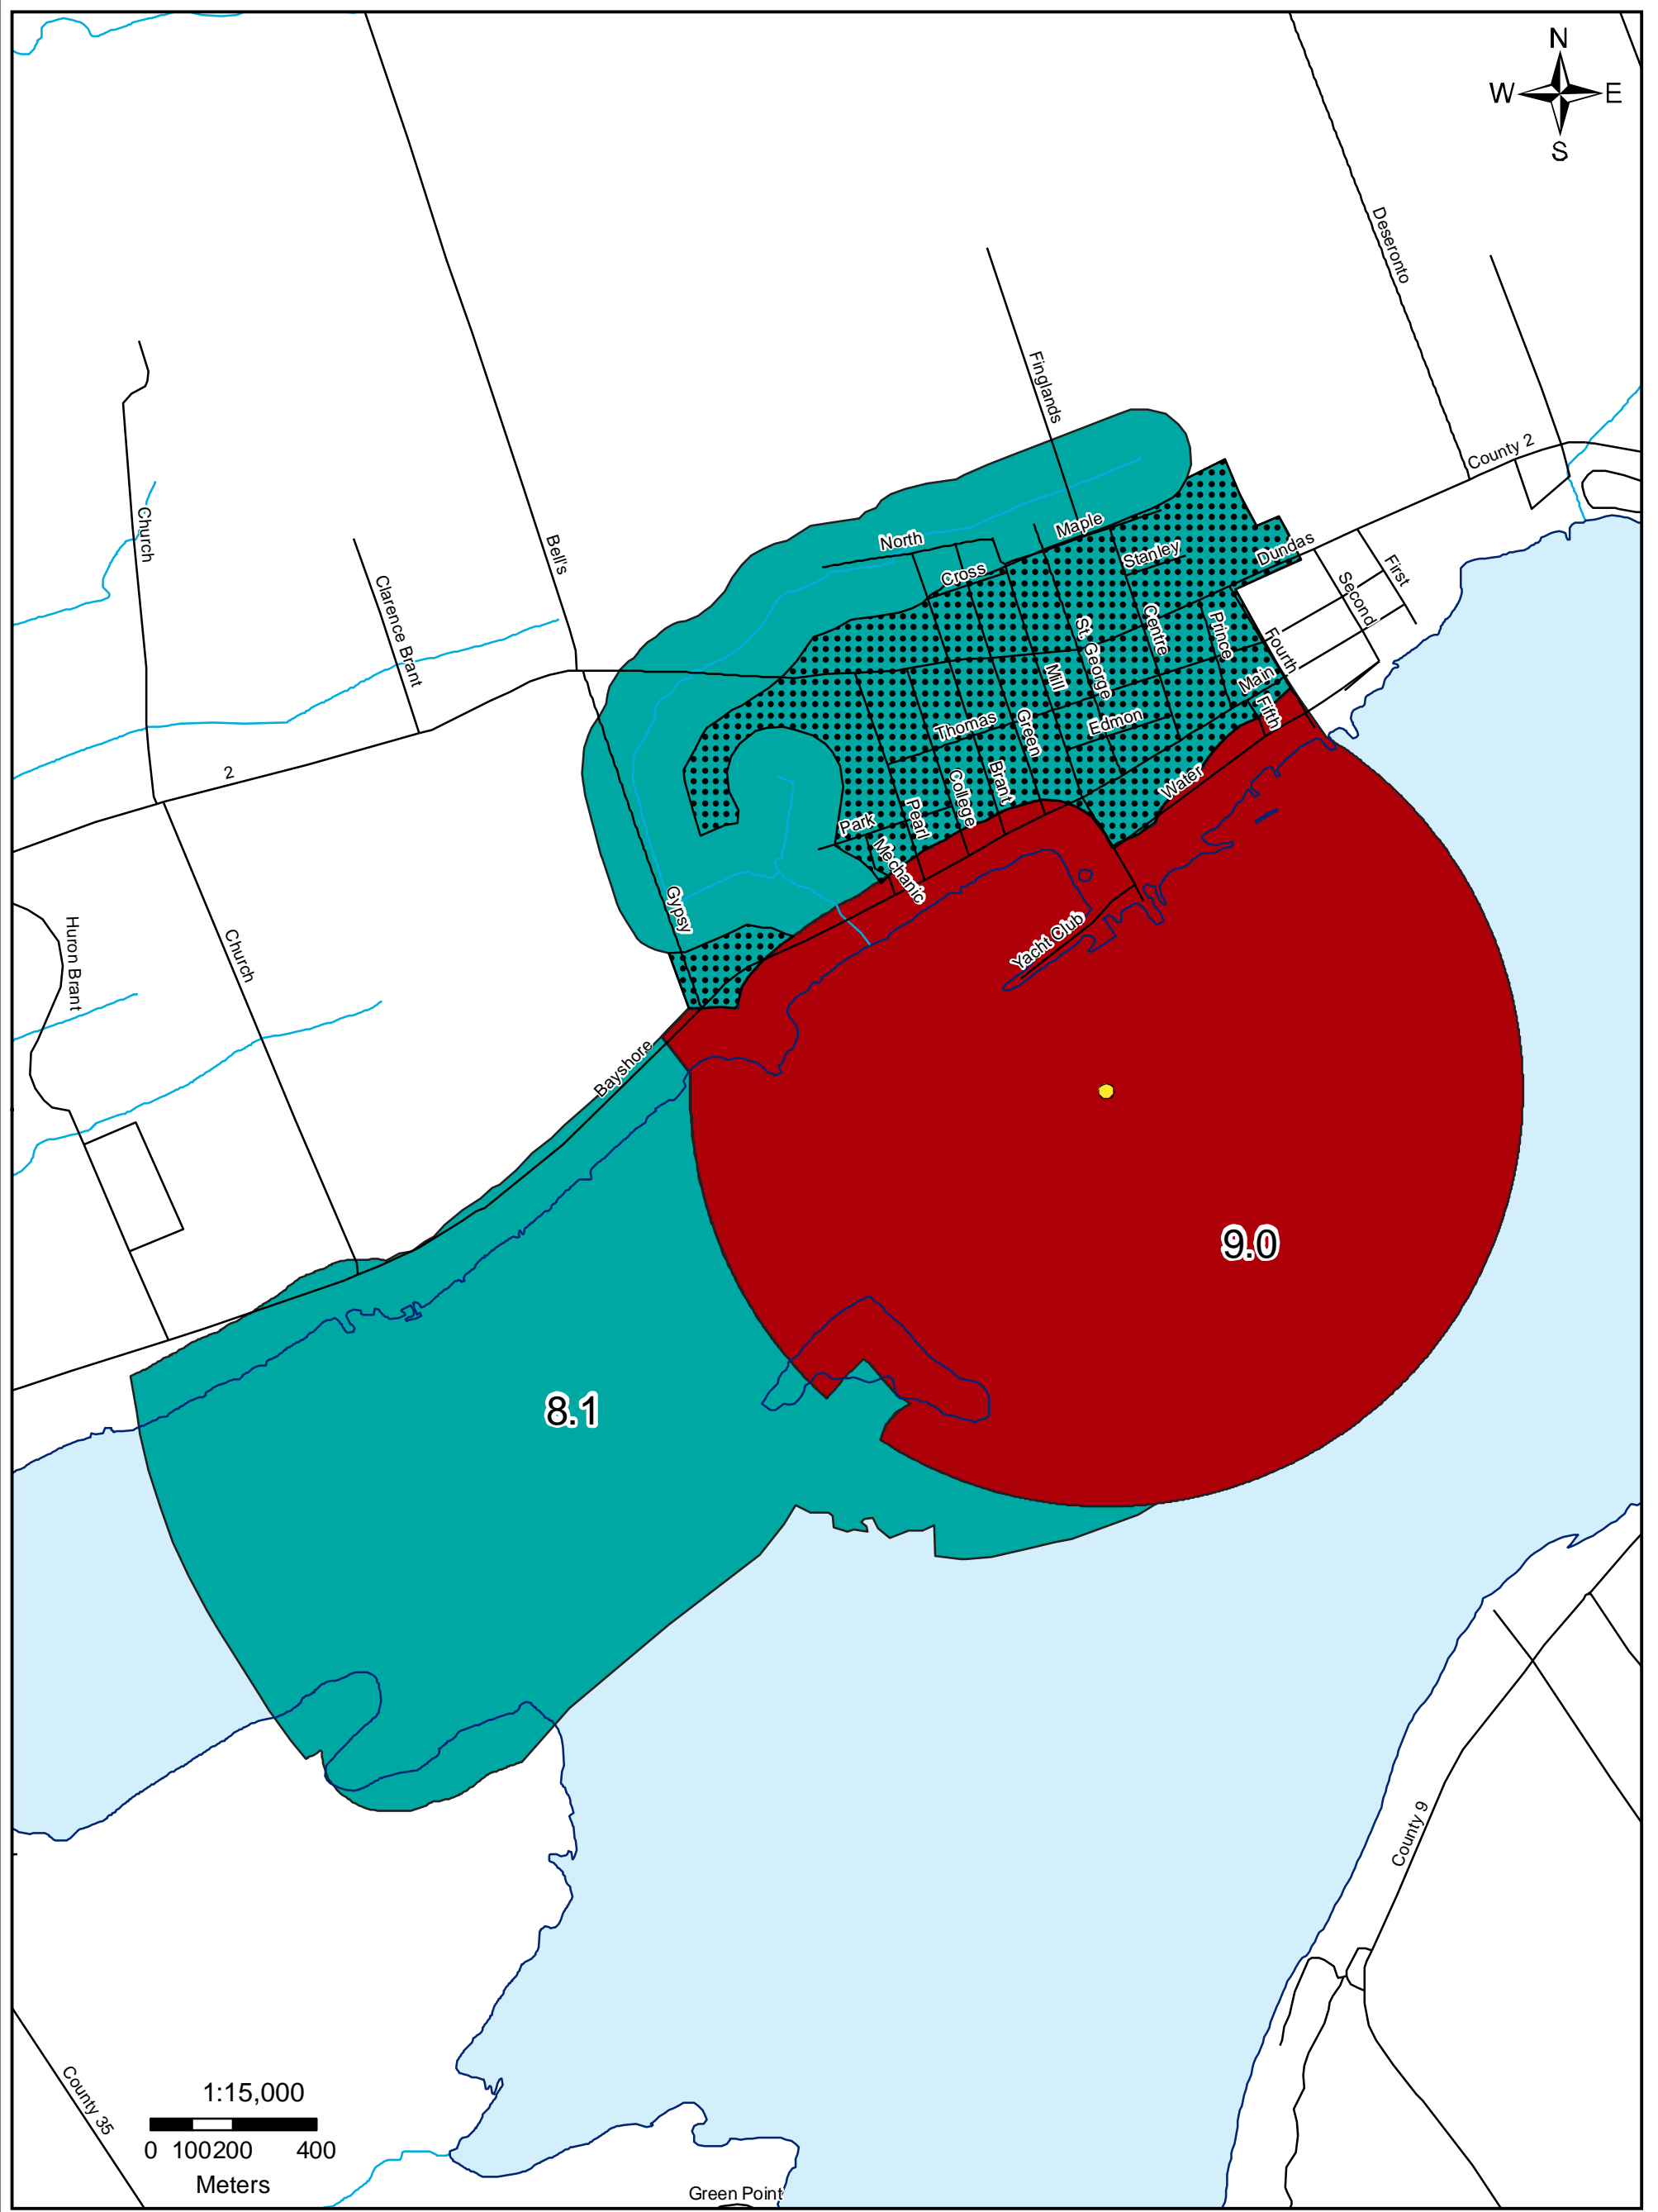 N
W E
S
Deseronto
Finglands
County 2
Church
Bell's
North
Maple
Cross
Stanley
Dundas
First
Second
Clarence Brant
Centre
Prince
St. George
Fourth
Mill
Main
Fifth
Thomas
Green
Edmon
2
Brant
College
Water
Pearl
Park
Mechanic
Gypsy
Huron Brant
Church
Yacht Club
Bayshore
9.0
8.1
County 9
County 35
1:15,000
0 100 200 400
Meters
Green Point